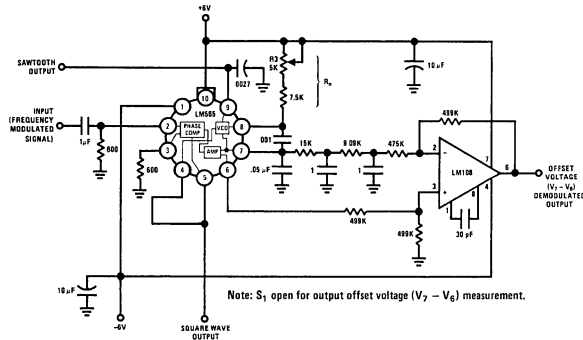 +6V
SAWTOOTH
OUTPUT
0027
R3
5K
R₀
7.5K
10 μF
10
LM565
1
9
2
8
3
7
4
5
6
PHASE
COMP
VCO
AMP
INPUT
(FREQUENCY
MODULATED
SIGNAL)
1μF
600
600
001
.05 μF
15K
9 09K
475K
1
1
499K
2
−
LM108
3
+
7
6
4
1
8
30 pF
499K
499K
OFFSET
VOLTAGE
(V₇ − V₆)
DEMODULATED
OUTPUT
10 μF
−6V
SQUARE WAVE
OUTPUT
Note: S₁ open for output offset voltage (V₇ − V₆) measurement.